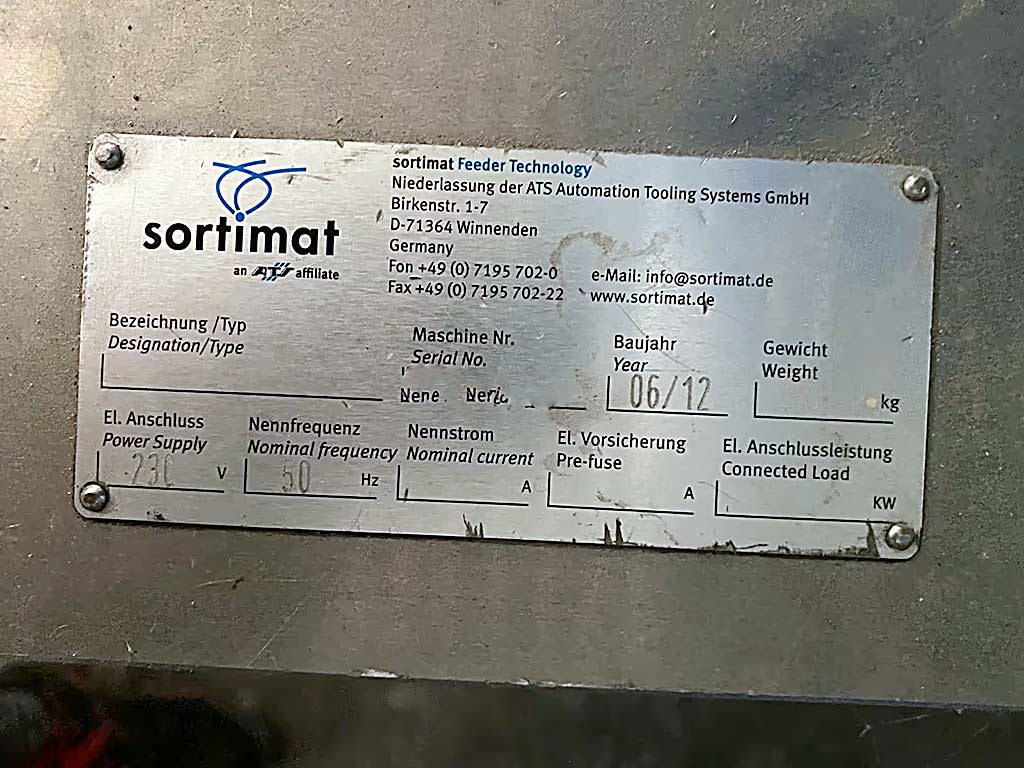 sortimat
an ATS affiliate
sortimat Feeder Technology
Niederlassung der ATS Automation Tooling Systems GmbH
Birkenstr. 1-7
D-71364 Winnenden
Germany
Fon +49 (0) 7195 702-0
Fax +49 (0) 7195 702-22
e-Mail: info@sortimat.de
www.sortimat.de
Bezeichnung /Typ
Designation/Type
Maschine Nr.
Serial No.
Baujahr
Year
06/12
Gewicht
Weight
kg
El. Anschluss
Power Supply
230 V
Nennfrequenz
Nominal frequency
50 Hz
Nennstrom
Nominal current
A
El. Vorsicherung
Pre-fuse
A
El. Anschlussleistung
Connected Load
KW